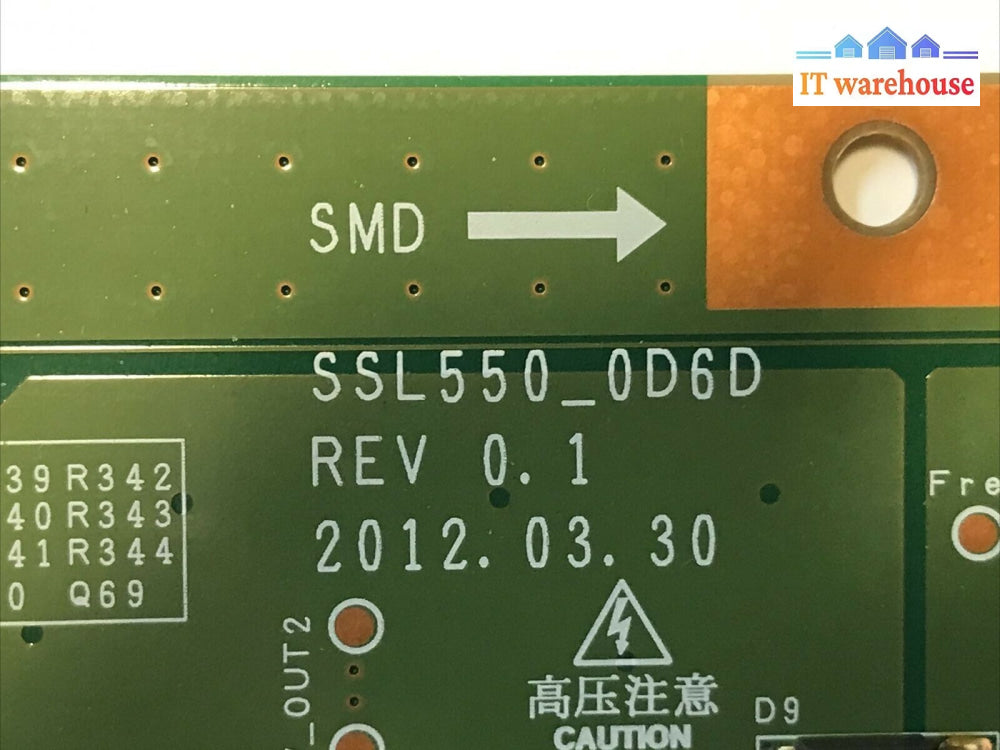 IT warehouse
SMD
SSL550_0D6D
REV 0.1
2012.03.30
39 R342
40 R343
41 R344
0 Q69
Fre
_OUT2
高压注意
CAUTION
D9